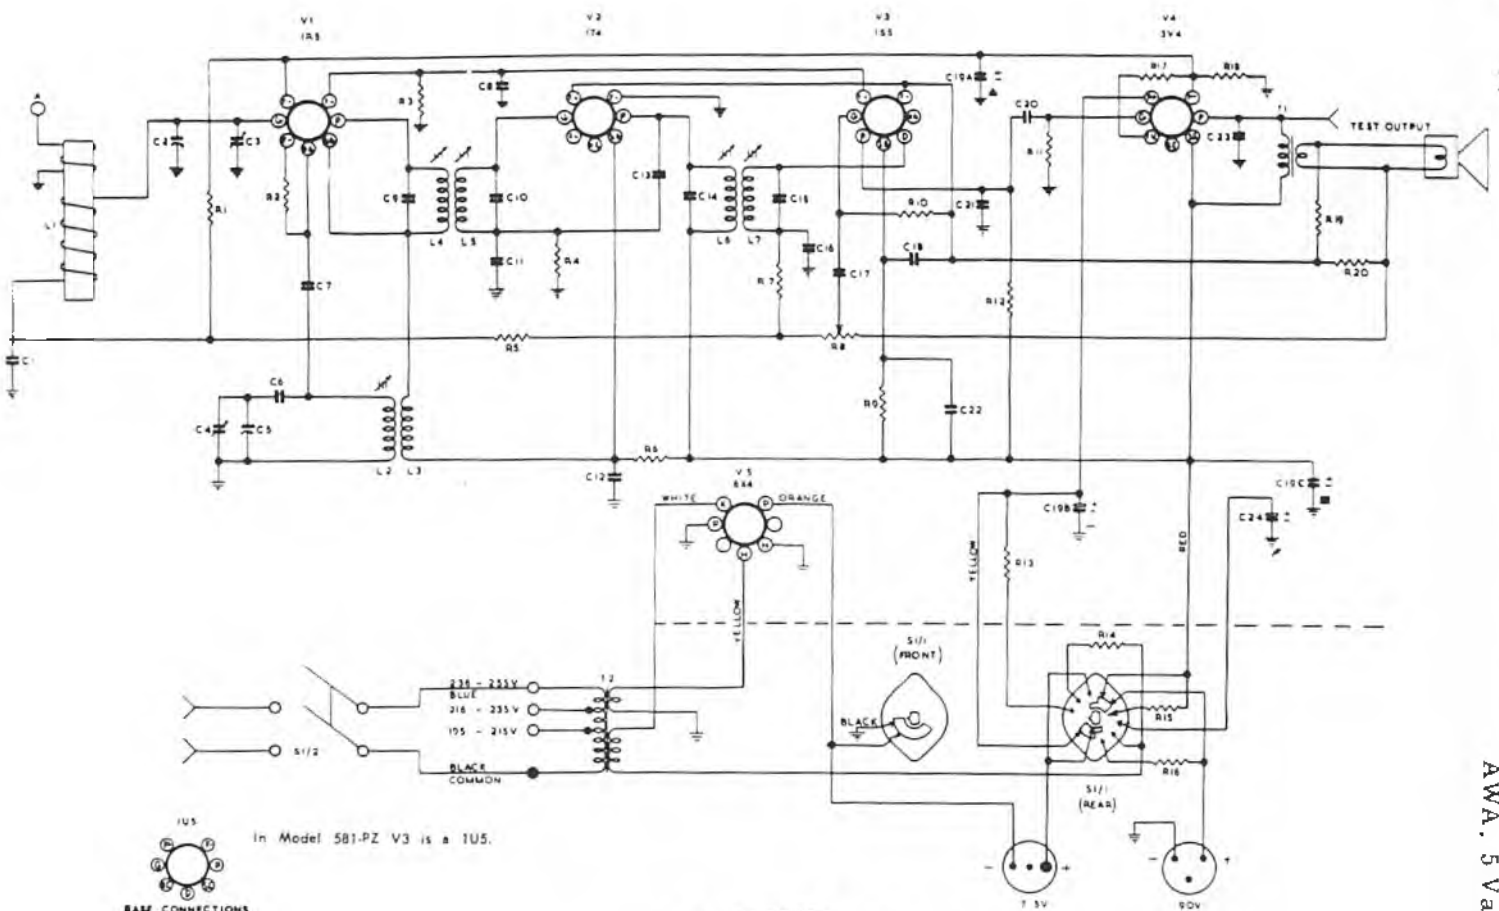 V1
1R5
V2
1T4
V3
1S5
V4
3V4
A
L1
C1
C2
C3
R1
R2
C7
R3
C8
C9
L4
L5
C10
C11
R4
C13
C14
L6
L7
C15
C16
R7
C17
R10
C18
C19A
C21
C20
R11
R12
R17
R18
C23
T1
TEST OUTPUT
R19
R20
R5
R8
C6
C4
C5
L2
L3
C12
R6
R9
C22
V5
6X4
WHITE
ORANGE
YELLOW
YELLOW
RED
C19B
C19C
C24
R13
R14
R15
R16
S1/1
(FRONT)
BLACK
S1/1
(REAR)
S1/2
236 - 255V
BLUE
216 - 235V
195 - 215V
BLACK
COMMON
T2
7.5V
90V
1U5
In Model 581-PZ V3 is a 1U5.
BASE CONNECTIONS
AWA, 5 Va